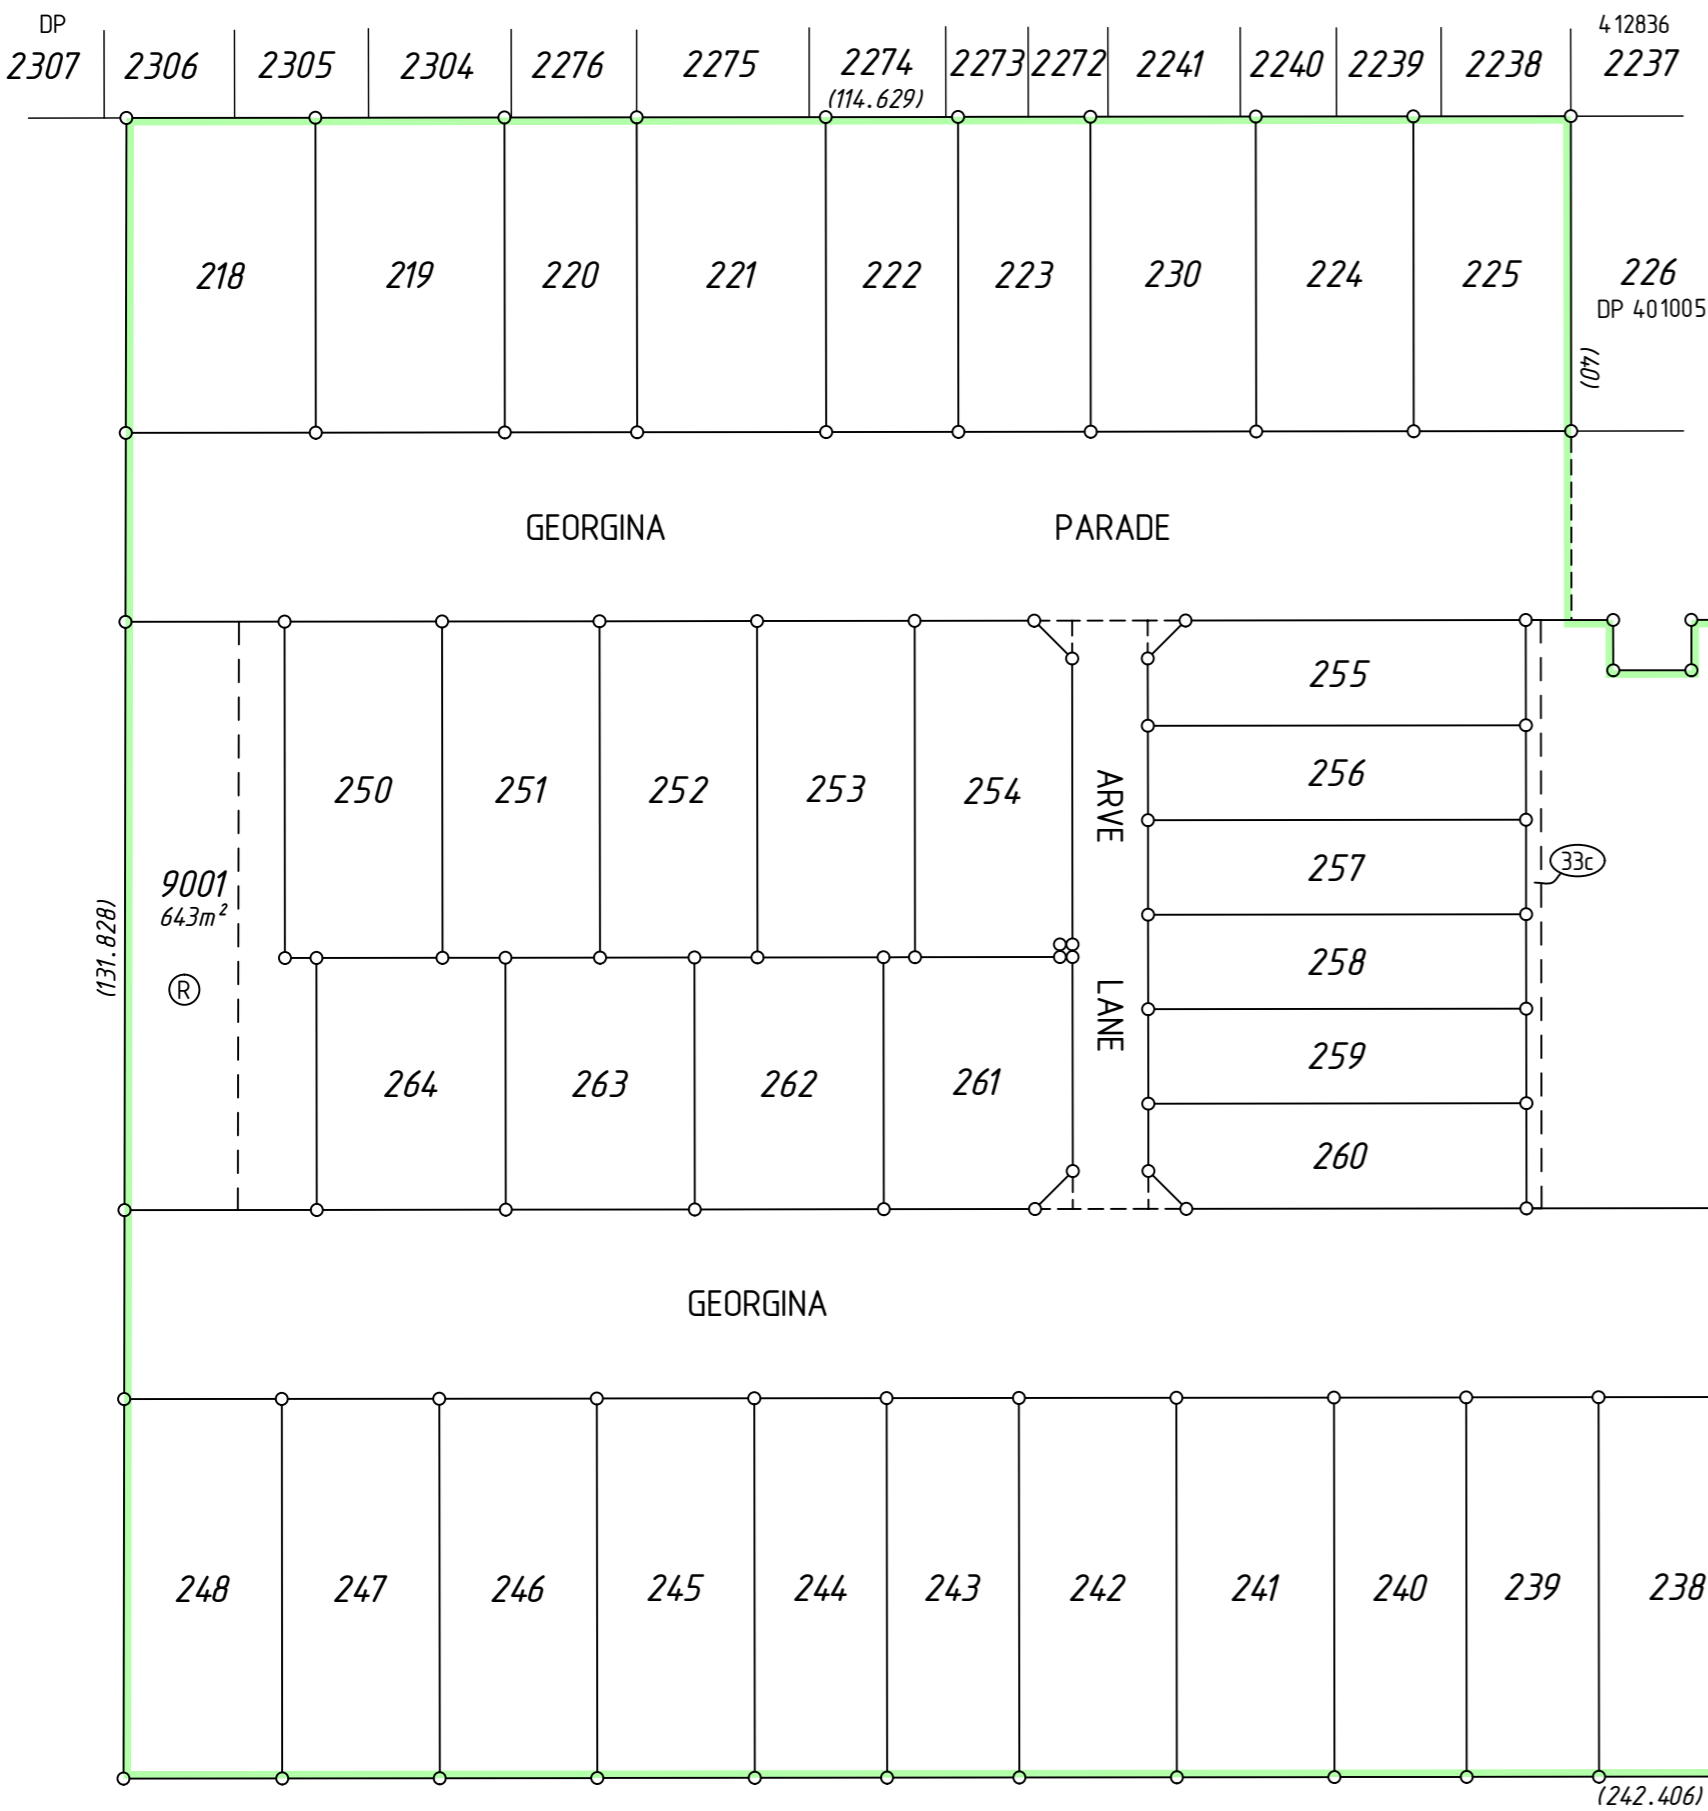 DP 412836
2307 2306 2305 2304 2276 2275 2274 2273 2272 2241 2240 2239 2238 2237
(114.629)
218 219 220 221 222 223 230 224 225 226
DP 401005
(40)
GEORGINA PARADE
255
250 251 252 253 254 256
ARVE
257 33c
9001
643m²
(131.828)
258
R
LANE
259
264 263 262 261
260
GEORGINA
248 247 246 245 244 243 242 241 240 239 238
(242.406)